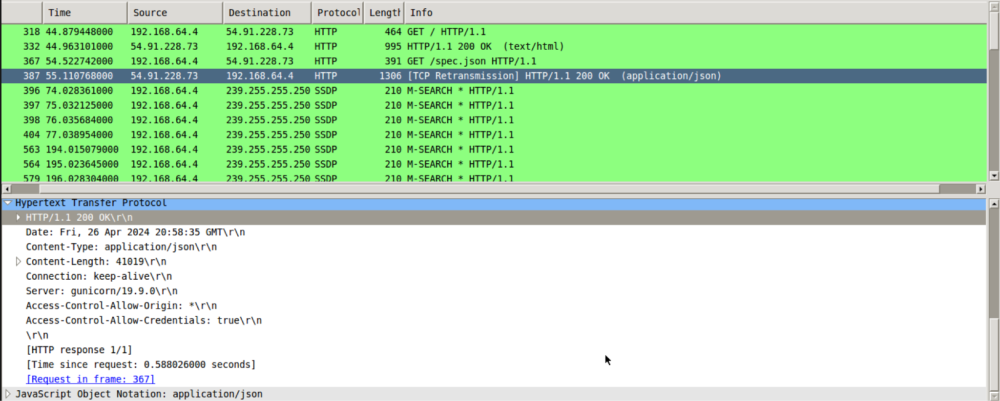 Time Source Destination Protocol Length Info
318 44.879448000 192.168.64.4 54.91.228.73 HTTP 464 GET / HTTP/1.1
332 44.963101000 54.91.228.73 192.168.64.4 HTTP 995 HTTP/1.1 200 OK (text/html)
367 54.522742000 192.168.64.4 54.91.228.73 HTTP 391 GET /spec.json HTTP/1.1
387 55.110768000 54.91.228.73 192.168.64.4 HTTP 1306 [TCP Retransmission] HTTP/1.1 200 OK (application/json)
396 74.028361000 192.168.64.4 239.255.255.250 SSDP 210 M-SEARCH * HTTP/1.1
397 75.032125000 192.168.64.4 239.255.255.250 SSDP 210 M-SEARCH * HTTP/1.1
398 76.035684000 192.168.64.4 239.255.255.250 SSDP 210 M-SEARCH * HTTP/1.1
404 77.038954000 192.168.64.4 239.255.255.250 SSDP 210 M-SEARCH * HTTP/1.1
563 194.015079000 192.168.64.4 239.255.255.250 SSDP 210 M-SEARCH * HTTP/1.1
564 195.023645000 192.168.64.4 239.255.255.250 SSDP 210 M-SEARCH * HTTP/1.1
579 196.028304000 192.168.64.4 239.255.255.250 SSDP 210 M-SEARCH * HTTP/1.1
Hypertext Transfer Protocol
HTTP/1.1 200 OK\r\n
Date: Fri, 26 Apr 2024 20:58:35 GMT\r\n
Content-Type: application/json\r\n
Content-Length: 41019\r\n
Connection: keep-alive\r\n
Server: gunicorn/19.9.0\r\n
Access-Control-Allow-Origin: *\r\n
Access-Control-Allow-Credentials: true\r\n
\r\n
[HTTP response 1/1]
[Time since request: 0.588026000 seconds]
[Request in frame: 367]
JavaScript Object Notation: application/json